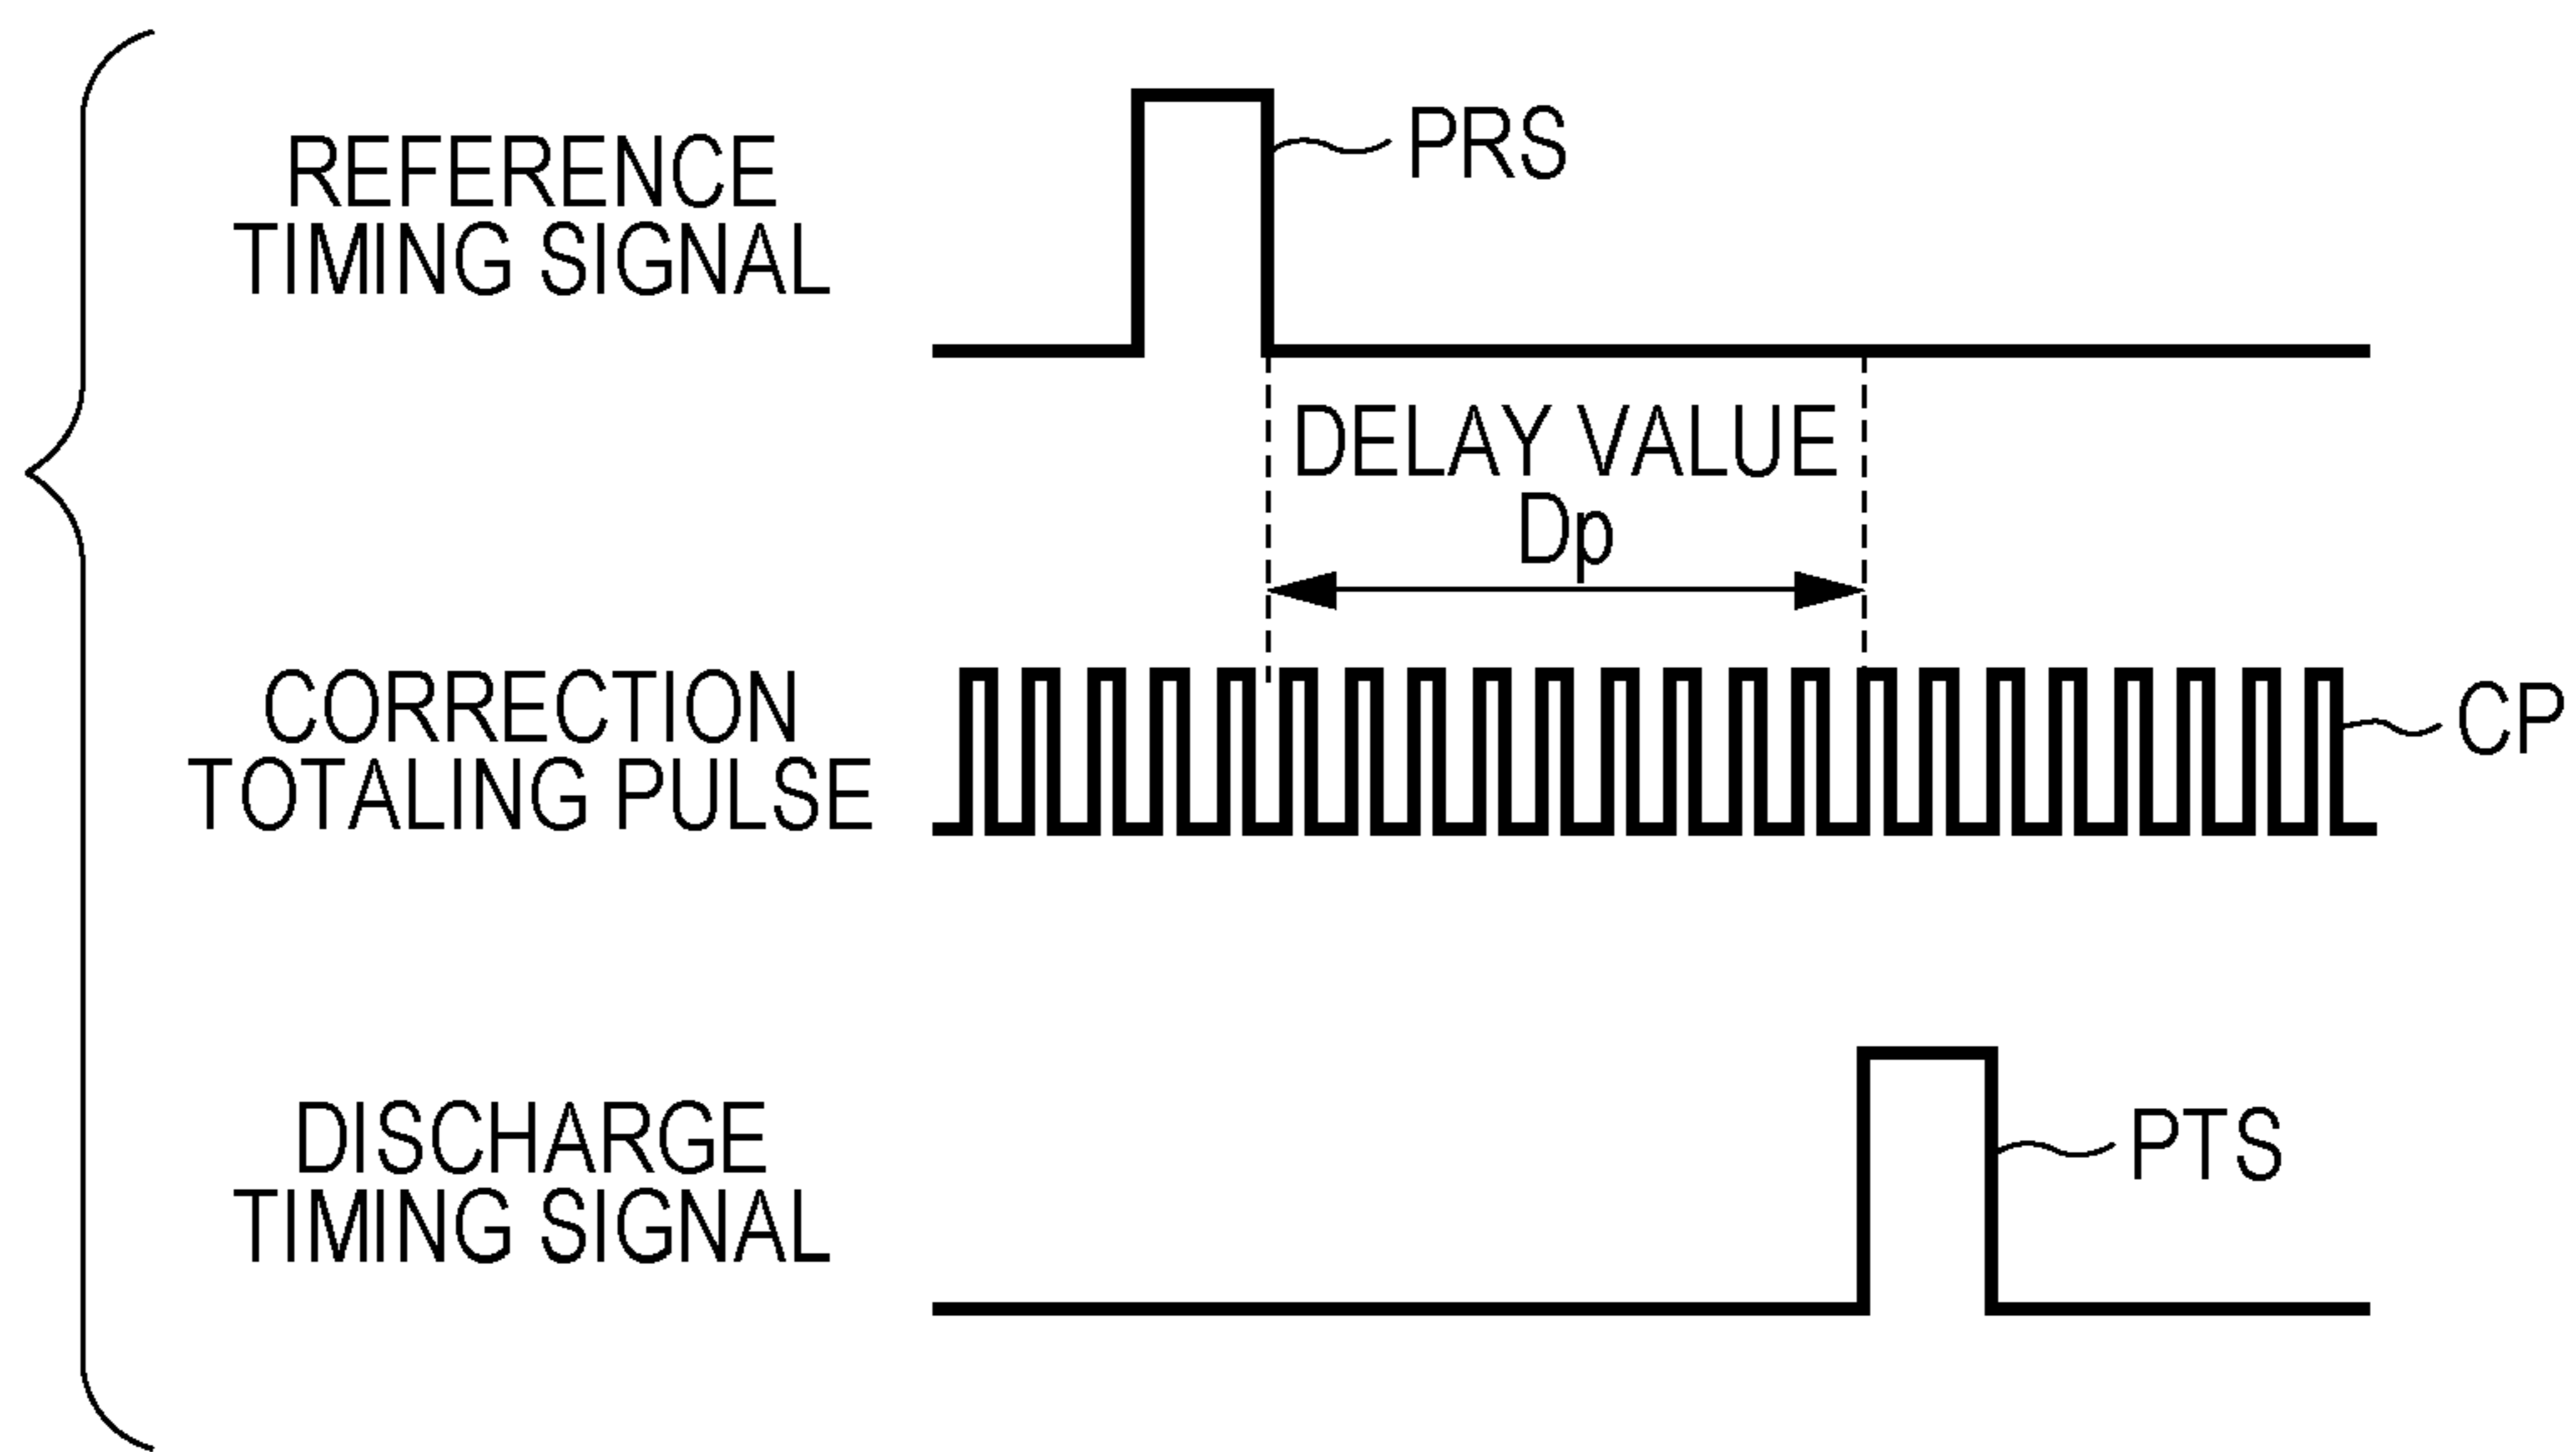 REFERENCE
TIMING SIGNAL
PRS
DELAY VALUE
Dp
CORRECTION
TOTALING PULSE
CP
DISCHARGE
TIMING SIGNAL
PTS